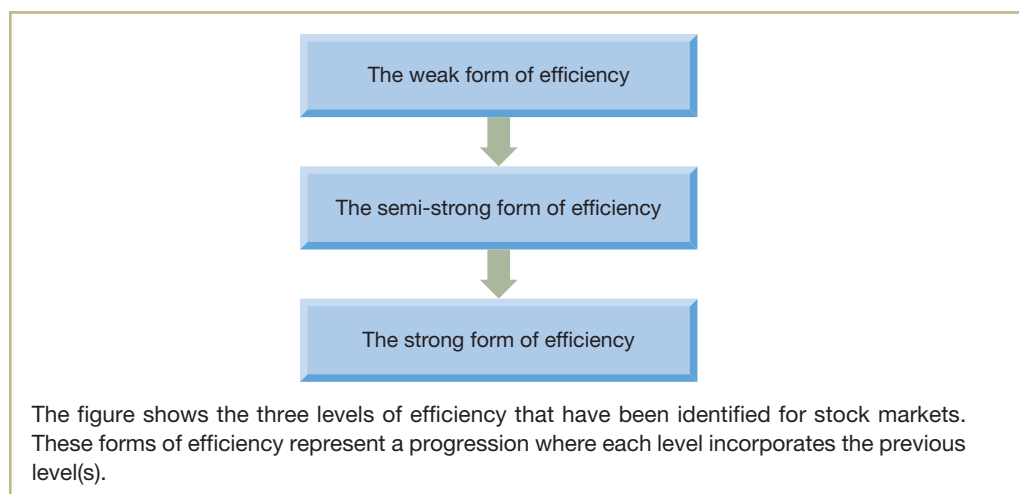 The weak form of efficiency
The semi-strong form of efficiency
The strong form of efficiency
The figure shows the three levels of efficiency that have been identified for stock markets.
These forms of efficiency represent a progression where each level incorporates the previous
level(s).